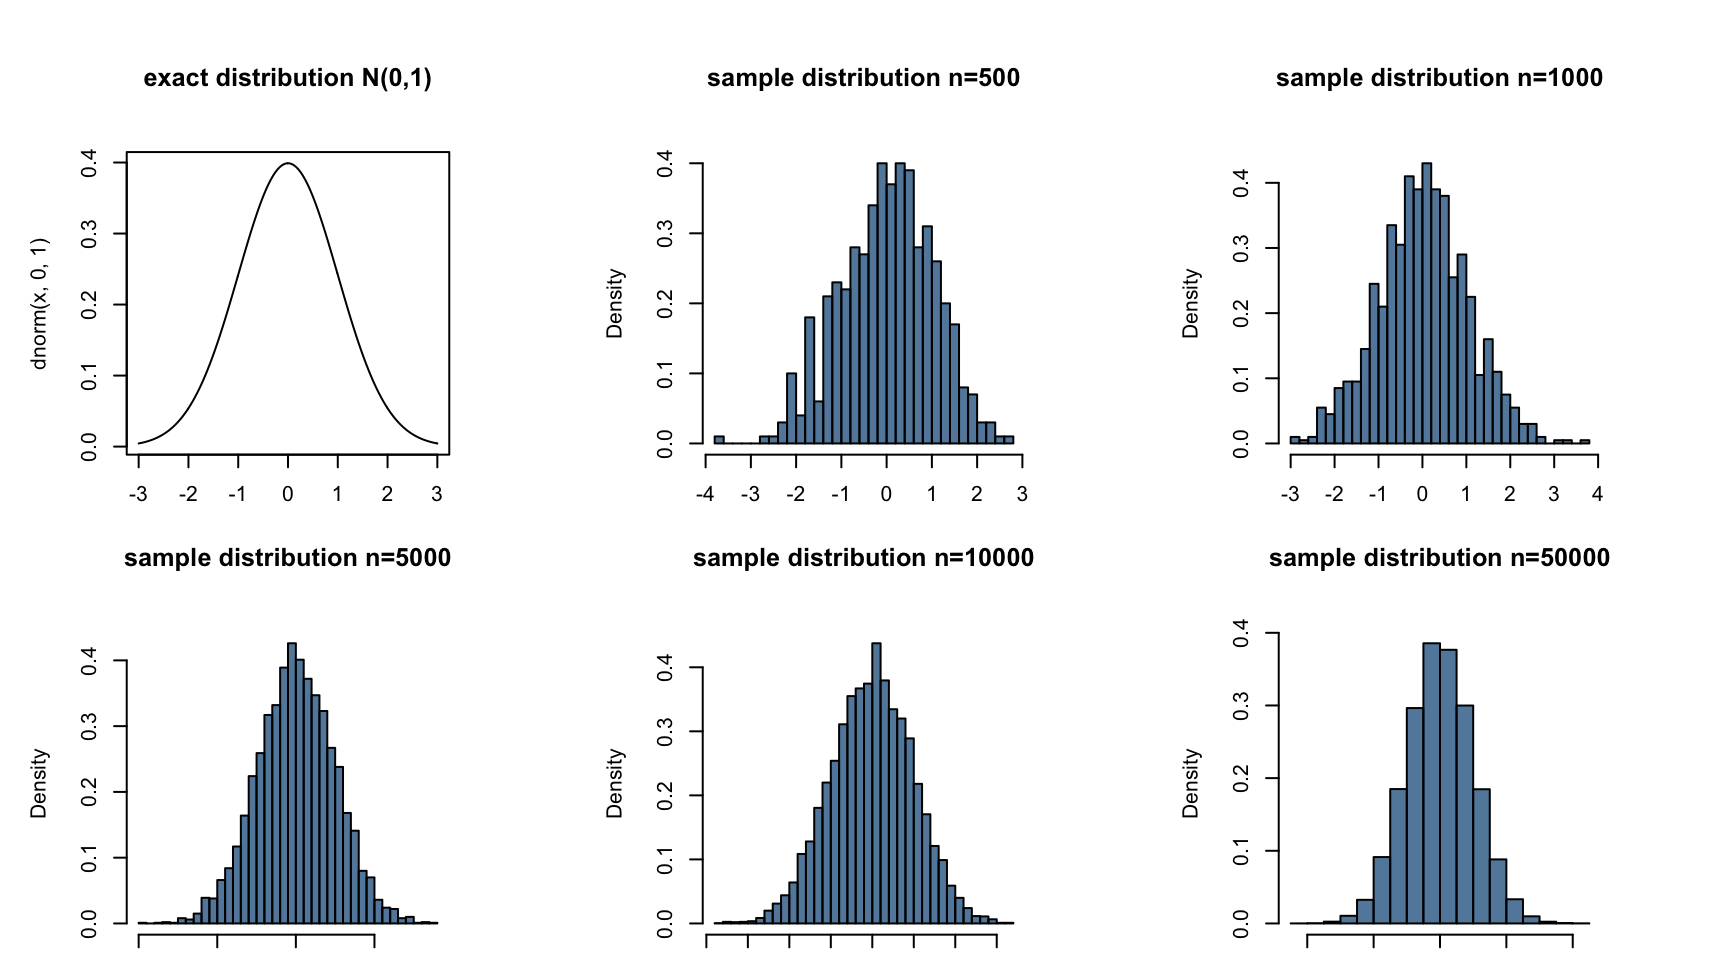 exact distribution N(0,1)
sample distribution n=500
sample distribution n=1000
dnorm(x, 0, 1)
0.0 0.1 0.2 0.3 0.4
-3 -2 -1 0 1 2 3
Density
0.0 0.1 0.2 0.3 0.4
-4 -3 -2 -1 0 1 2 3
Density
0.0 0.1 0.2 0.3 0.4
-3 -2 -1 0 1 2 3 4
sample distribution n=5000
sample distribution n=10000
sample distribution n=50000
Density
0.0 0.1 0.2 0.3 0.4
Density
0.0 0.1 0.2 0.3 0.4
Density
0.0 0.1 0.2 0.3 0.4